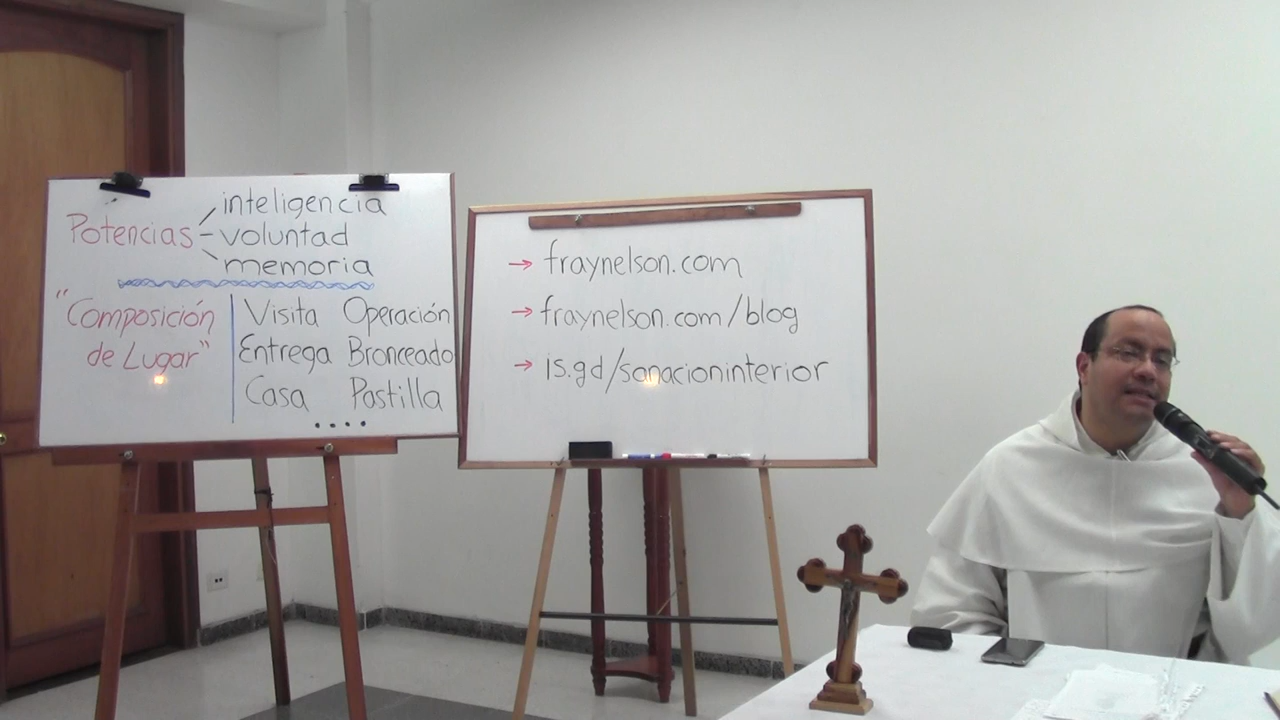 inteligencia
Potencias voluntad
memoria
"Composición
de Lugar"
Visita Operación
Entrega Bronceado
Casa Pastilla
....
→ fraynelson.com
→ fraynelson.com/blog
→ is.gd/sanacioninterior